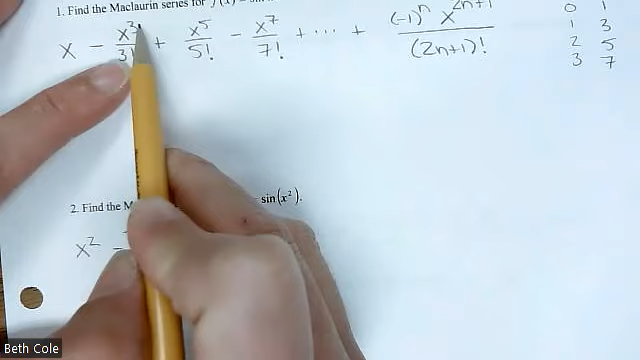 1. Find the Maclaurin series for
x - x³/3! + x⁵/5! - x⁷/7! + ... + (-1)ⁿ x²ⁿ⁺¹/(2n+1)!
0 1
1 3
2 5
3 7
2. Find the M sin(x²).
x² -
Beth Cole